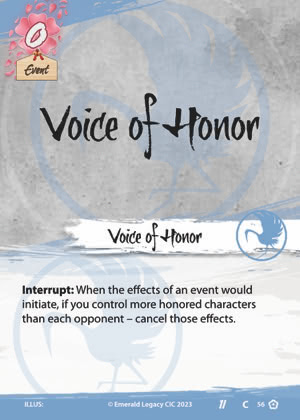 0
Event
Voice of Honor
Voice of Honor
Interrupt: When the effects of an event would
initiate, if you control more honored characters
than each opponent – cancel those effects.
ILLUS: © Emerald Legacy CIC 2023 C 56